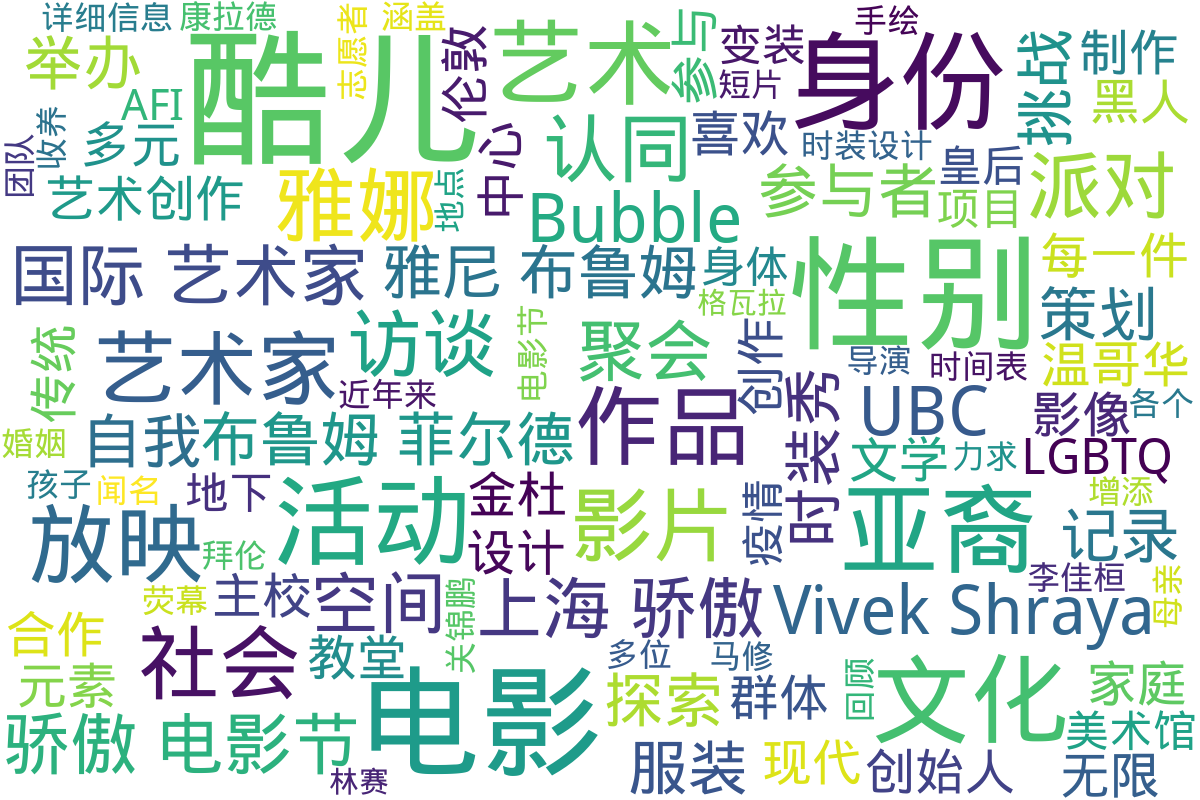 详细信息
康拉德
志愿者
涵盖
手绘
举办
酷儿
伦敦
艺术
参与
变装
身份
挑战
制作
AFI
短片
黑人
团队
收养
多元
中心
认同
喜欢
时装设计
皇后
派对
艺术创作
雅娜
地点
Bubble
参与者
项目
国际 艺术家
雅尼 布鲁姆
身体
性别
每一件
格瓦拉
策划
传统
艺术家
访谈
电影节
聚会
创作
导演
时间表
温哥华
近年来
时装秀
UBC
影像
各个
婚姻
自我
布鲁姆 菲尔德
作品
文学
力求
LGBTQ
孩子
闻名
地下
活动
金杜
影片
疫情
亚裔
增添
放映
拜伦
设计
记录
荧幕
主校
空间
关锦鹏
上海 骄傲
Vivek Shraya
李佳桓
母亲
合作
社会
教堂
多位
马修
元素
电影
探索
群体
回顾
文化
家庭
骄傲 电影节
美术馆
林赛
服装
现代
创始人
无限